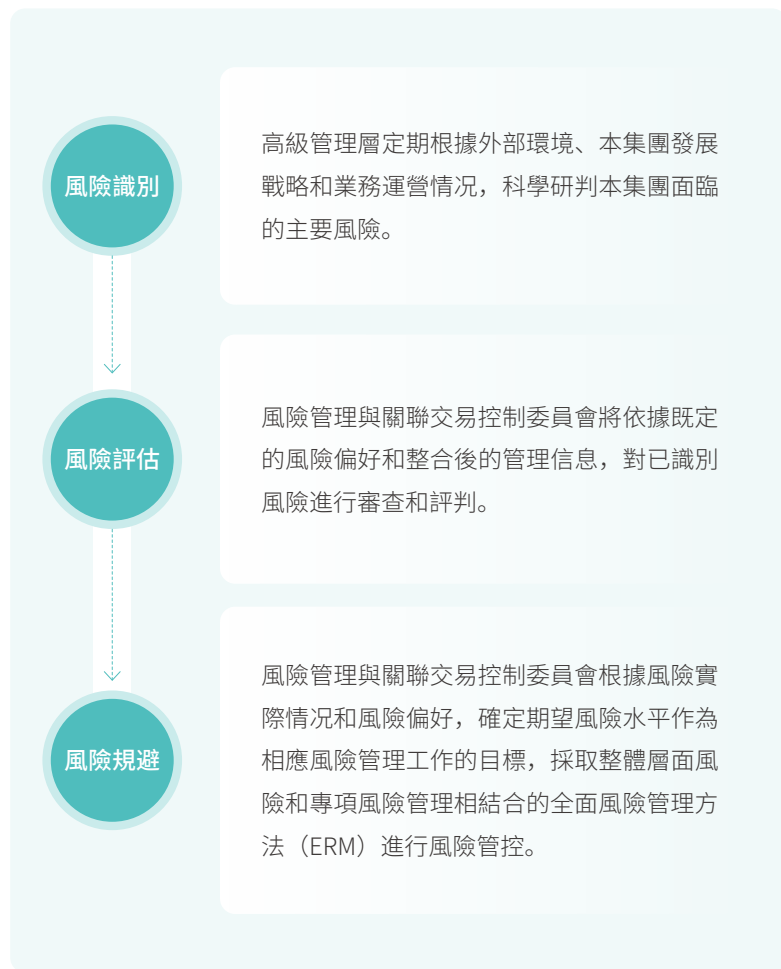 風險識別
高級管理層定期根據外部環境、本集團發展
戰略和業務運營情況，科學研判本集團面臨
的主要風險。
風險評估
風險管理與關聯交易控制委員會將依據既定
的風險偏好和整合後的管理信息，對已識別
風險進行審查和評判。
風險規避
風險管理與關聯交易控制委員會根據風險實
際情況和風險偏好，確定期望風險水平作為
相應風險管理工作的目標，採取整體層面風
險和專項風險管理相結合的全面風險管理方
法（ERM）進行風險管控。